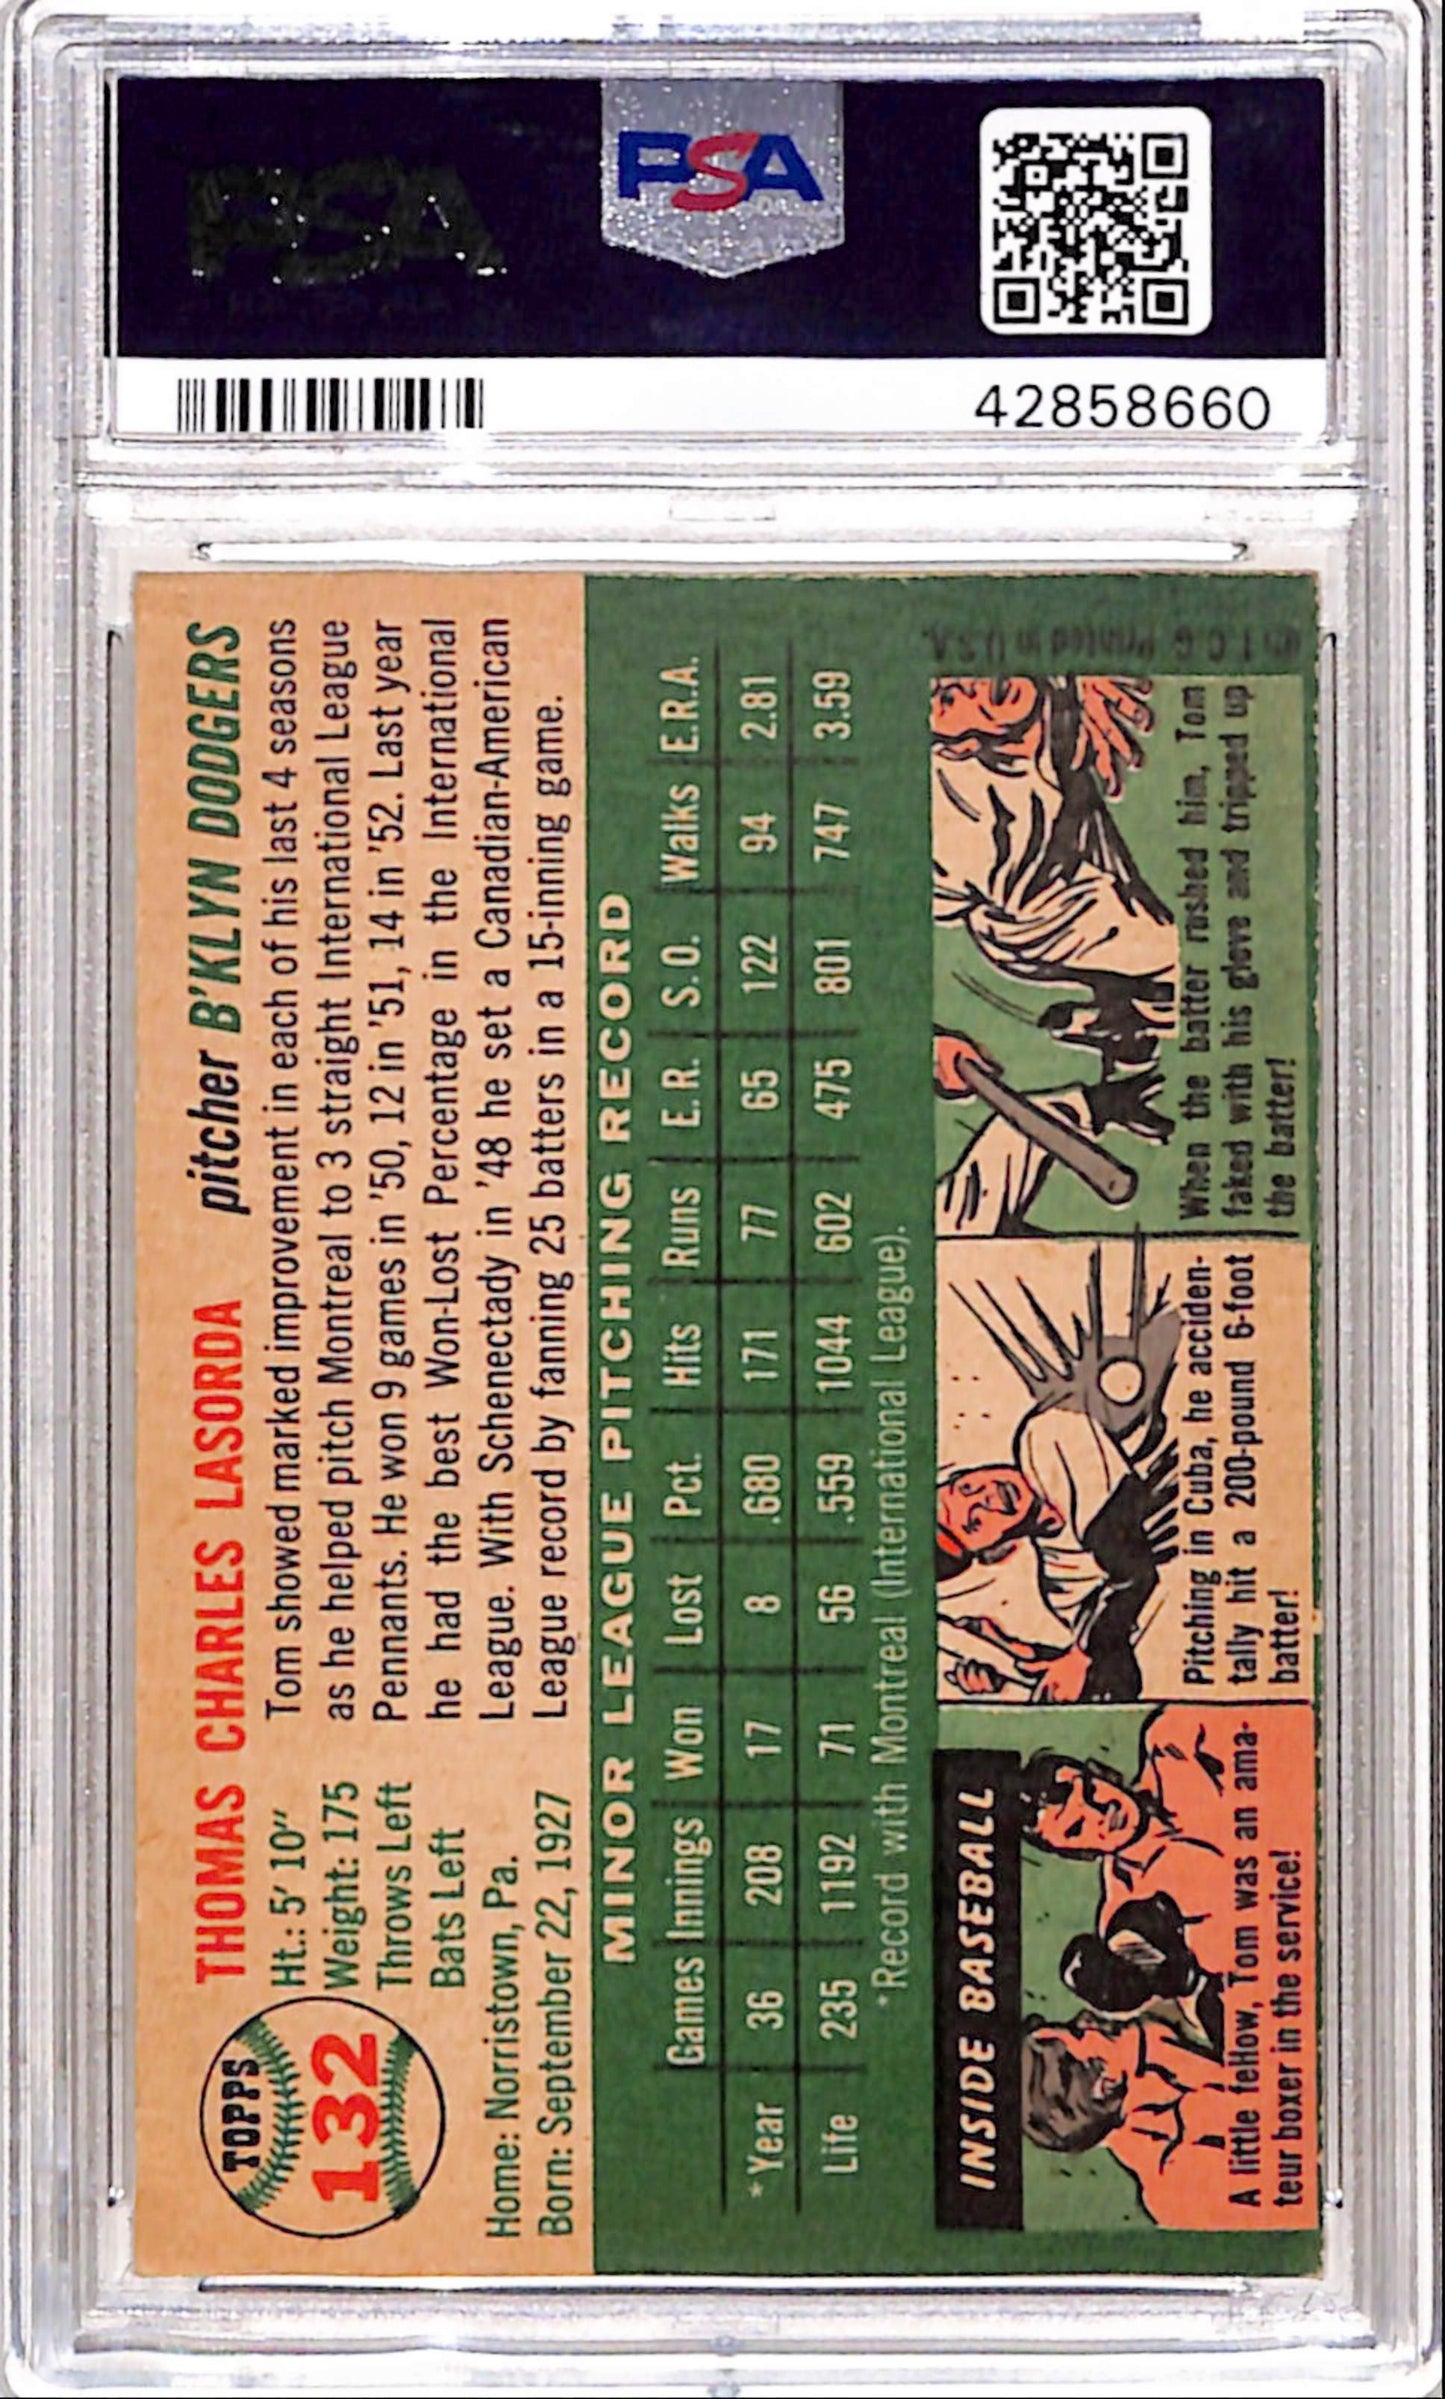 PSA
PSA
42858660
TOPPS
132
THOMAS CHARLES LASORDA pitcher B'KLYN DODGERS
Ht.: 5' 10"
Weight: 175
Throws Left
Bats Left
Home: Norristown, Pa.
Born: September 22, 1927
Tom showed marked improvement in each of his last 4 seasons
as he helped pitch Montreal to 3 straight International League
Pennants. He won 9 games in '50, 12 in '51, 14 in '52. Last year
he had the best Won-Lost Percentage in the International
League. With Schenectady in '48 he set a Canadian-American
League record by fanning 25 batters in a 15-inning game.
MINOR LEAGUE PITCHING RECORD
Games Innings Won Lost Pct. Hits Runs E.R. S.O. Walks E.R.A.
*Year 36 208 17 8 .680 171 77 65 122 94 2.81
Life 235 1192 71 56 .559 1044 602 475 801 747 3.59
*Record with Montreal (International League).
INSIDE BASEBALL
A little fellow, Tom was an ama-
teur boxer in the service!
Pitching in Cuba, he acciden-
tally hit a 200-pound 6-foot
batter!
When the batter rushed him, Tom
faked with his glove and tripped up
the batter!
©T.C.G. Printed in U.S.A.